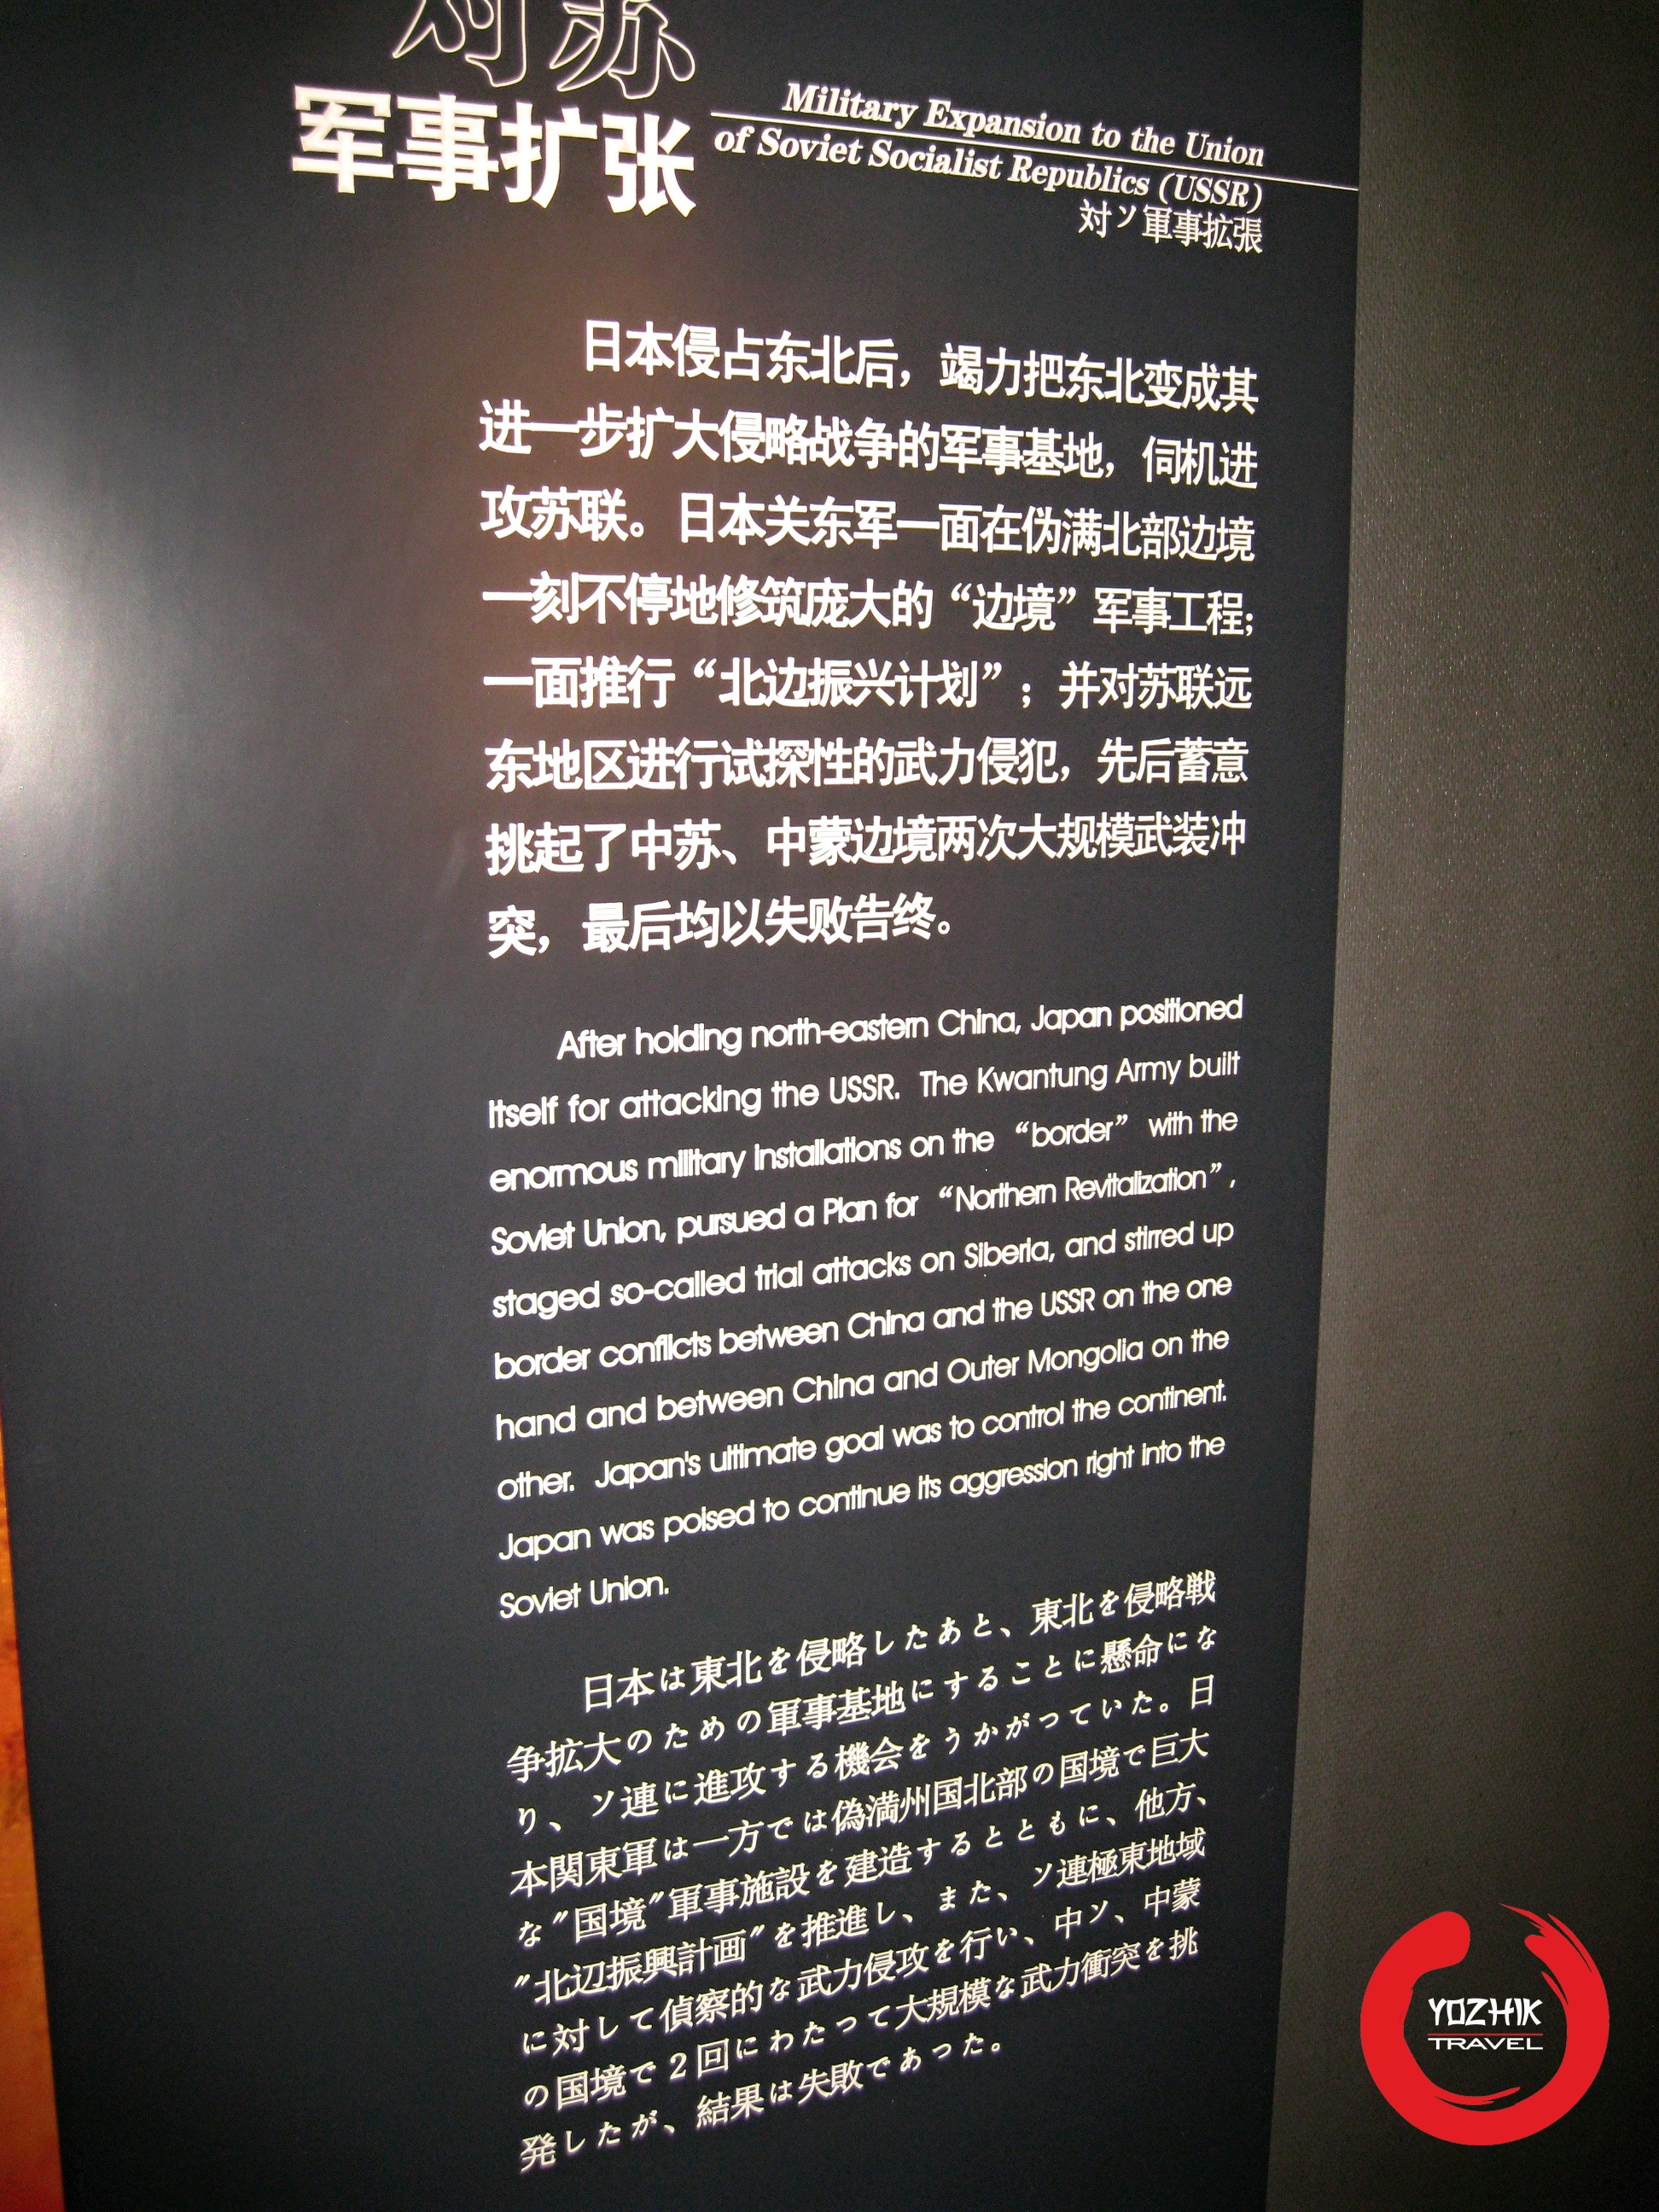 对苏
军事扩张
Military Expansion to the Union
of Soviet Socialist Republics (USSR)
対ソ軍事拡張
日本侵占东北后，竭力把东北变成其
进一步扩大侵略战争的军事基地，伺机进
攻苏联。日本关东军一面在伪满北部边境
一刻不停地修筑庞大的“边境”军事工程;
一面推行“北边振兴计划”；并对苏联远
东地区进行试探性的武力侵犯，先后蓄意
挑起了中苏、中蒙边境两次大规模武装冲
突，最后均以失败告终。
After holding north-eastern China, Japan positioned
itself for attacking the USSR. The Kwantung Army built
enormous military installations on the “border” with the
Soviet Union, pursued a Plan for “Northern Revitalization”,
staged so-called trial attacks on Siberia, and stirred up
border conflicts between China and the USSR on the one
hand and between China and Outer Mongolia on the
other. Japan's ultimate goal was to control the continent.
Japan was poised to continue its aggression right into the
Soviet Union.
日本は東北を侵略したあと、東北を侵略戦
争拡大のための軍事基地にすることに懸命にな
り、ソ連に進攻する機会をうかがっていた。日
本関東軍は一方では偽満州国北部の国境で巨大
な″国境″軍事施設を建造するとともに、他方、
″北辺振興計画″を推進し、また、ソ連極東地域
に対して偵察的な武力侵攻を行い、中ソ、中蒙
の国境で2回にわたって大規模な武力衝突を挑
発したが、結果は失敗であった。
YOZHIK
TRAVEL